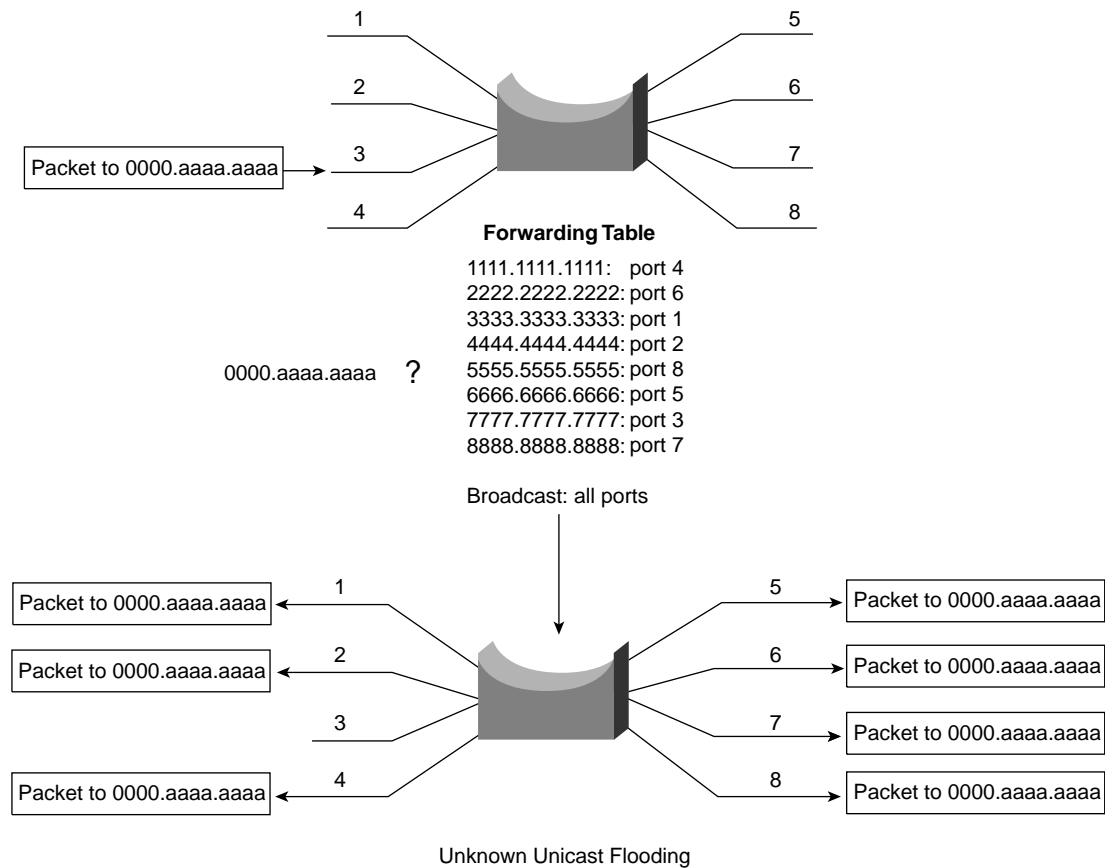 1
5
2
6
Packet to 0000.aaaa.aaaa
3
7
4
8
Forwarding Table
1111.1111.1111: port 4
2222.2222.2222: port 6
3333.3333.3333: port 1
4444.4444.4444: port 2
0000.aaaa.aaaa ?
5555.5555.5555: port 8
6666.6666.6666: port 5
7777.7777.7777: port 3
8888.8888.8888: port 7
Broadcast: all ports
Packet to 0000.aaaa.aaaa
1
5
Packet to 0000.aaaa.aaaa
Packet to 0000.aaaa.aaaa
2
6
Packet to 0000.aaaa.aaaa
3
7
Packet to 0000.aaaa.aaaa
Packet to 0000.aaaa.aaaa
4
8
Packet to 0000.aaaa.aaaa
Unknown Unicast Flooding